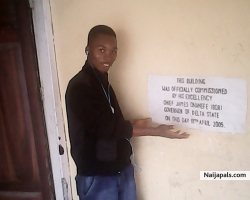 THIS BUILDING
WAS OFFICIALLY COMMISSIONED
BY HIS EXCELLENCY
CHIEF JAMES ONANEFE IBORI
GOVERNOR OF DELTA STATE
ON THIS DAY 19TH APRIL, 2005.
Naijapals.com